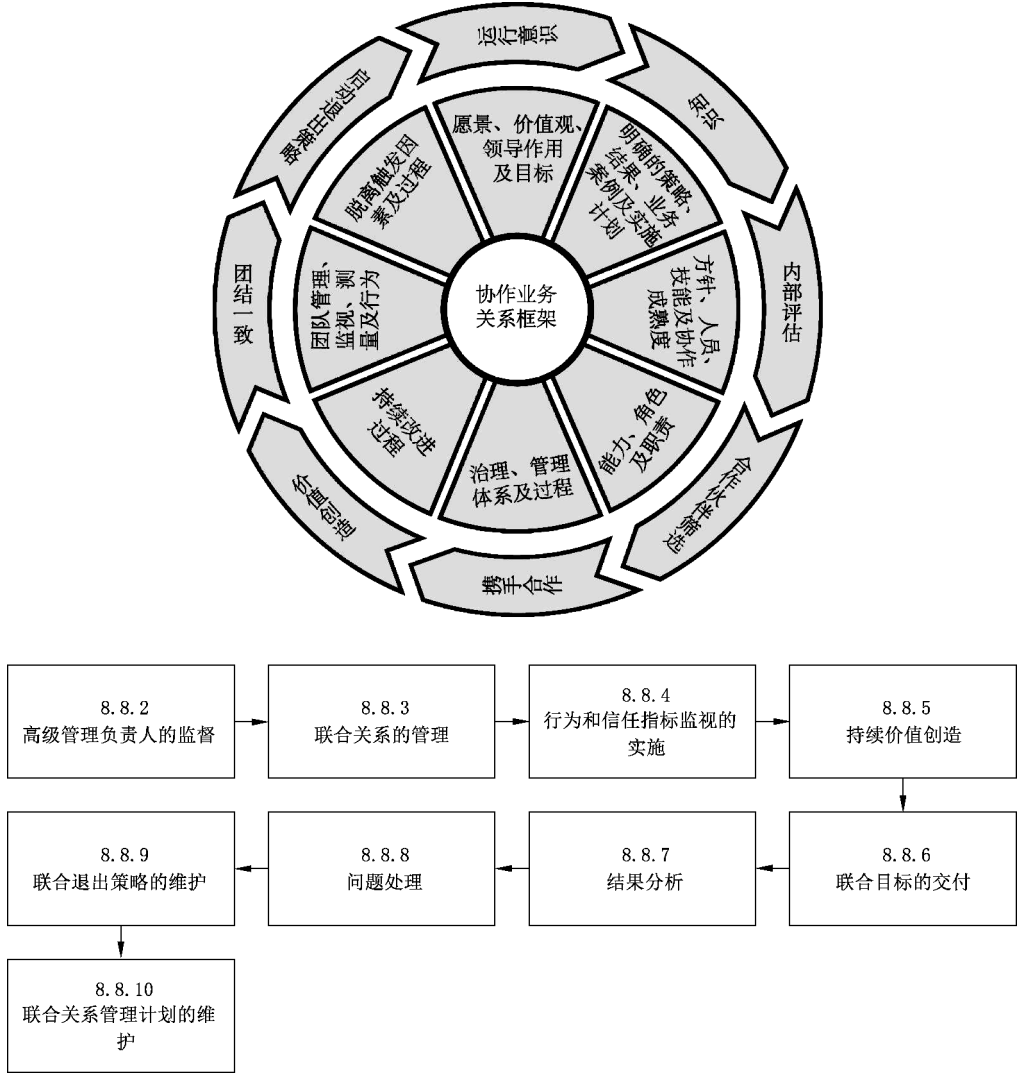 运行意识
知识
内部评估
合作伙伴筛选
携手合作
价值创造
团结一致
启动退出策略
愿景、价值观、
领导作用
及目标
明确的策略、
结果、业务
案例及实施
计划
方针、人员、
技能及协作
成熟度
能力、角色
及职责
治理、管理
体系及过程
持续改进
过程
团队管理、
监视、测
量及行为
脱离触发因
素及过程
协作业务
关系框架
8.8.2
高级管理负责人的监督
8.8.3
联合关系的管理
8.8.4
行为和信任指标监视的
实施
8.8.5
持续价值创造
8.8.9
联合退出策略的维护
8.8.8
问题处理
8.8.7
结果分析
8.8.6
联合目标的交付
8.8.10
联合关系管理计划的维
护